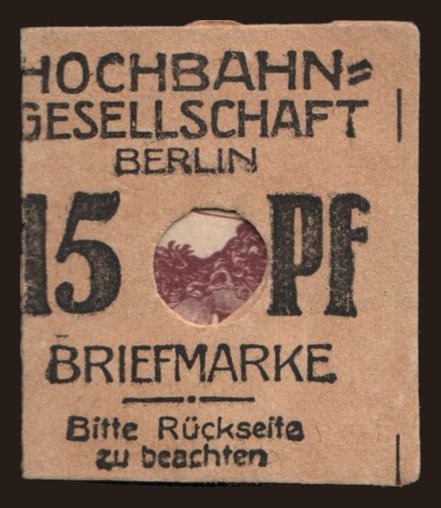 HOCHBAHN=
GESELLSCHAFT
BERLIN
15 PF
BRIEFMARKE
Bitte Rückseite
zu beachten